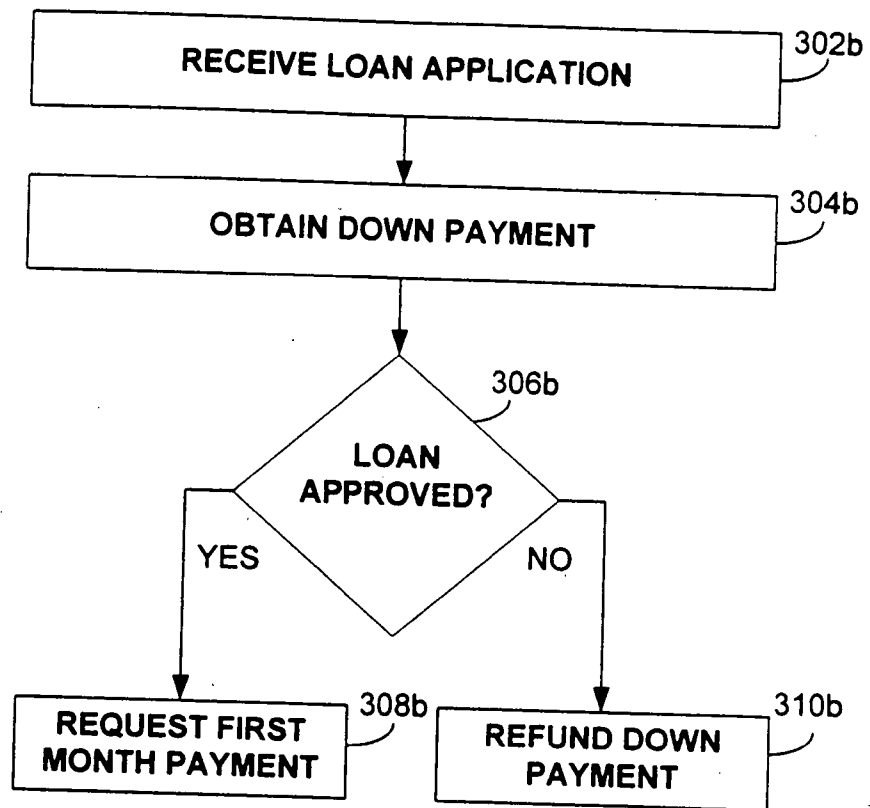 RECEIVE LOAN APPLICATION
302b
OBTAIN DOWN PAYMENT
304b
306b
LOAN
APPROVED?
YES
NO
308b
REQUEST FIRST
MONTH PAYMENT
310b
REFUND DOWN
PAYMENT